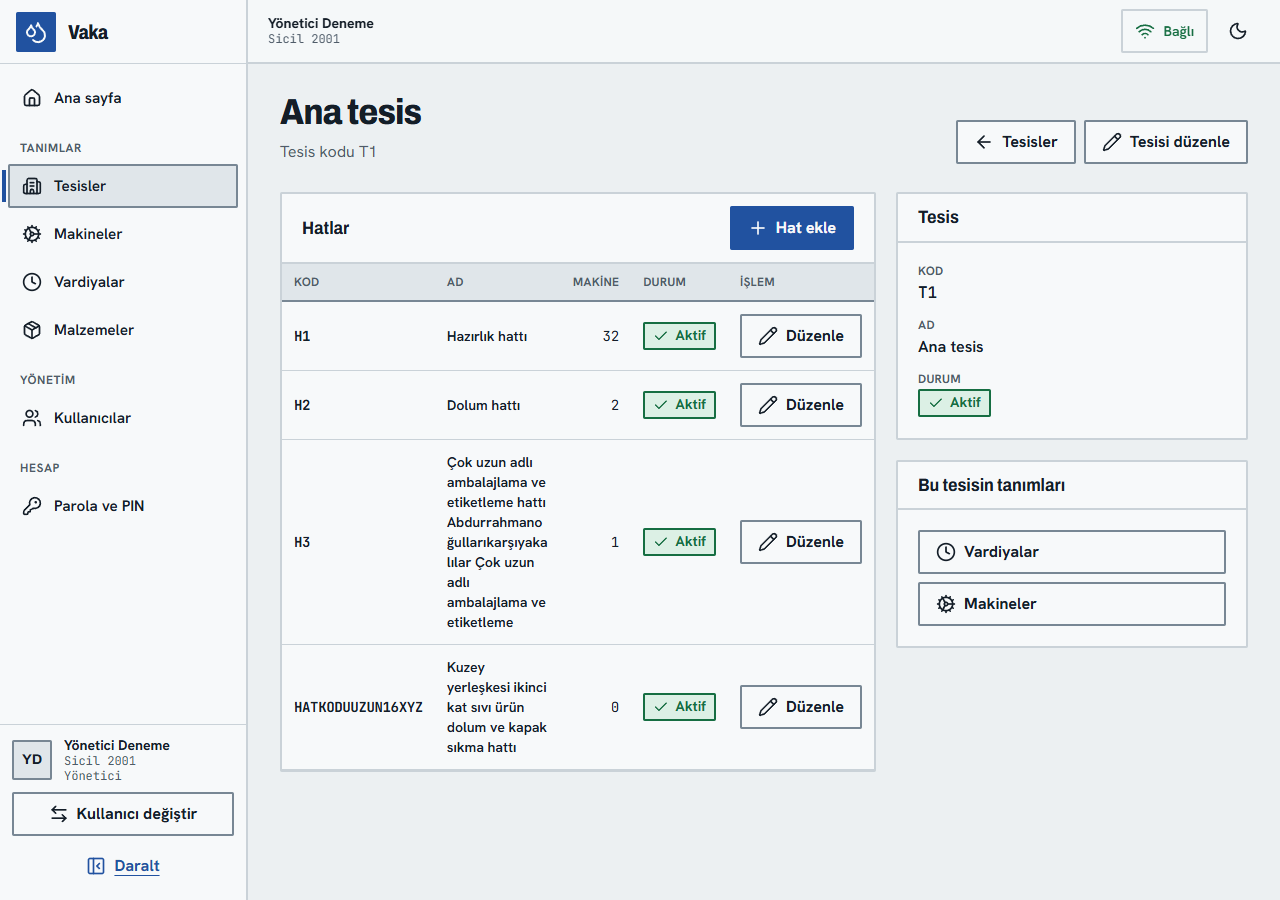 Vaka
Yönetici Deneme
Sicil 2001
Bağlı
Ana sayfa
TANIMLAR
Tesisler
Makineler
Vardiyalar
Malzemeler
YÖNETİM
Kullanıcılar
HESAP
Parola ve PIN
YD
Yönetici Deneme
Sicil 2001
Yönetici
Kullanıcı değiştir
Daralt
Ana tesis
Tesis kodu T1
Tesisler
Tesisi düzenle
Hatlar
Hat ekle
KOD AD MAKİNE DURUM İŞLEM
H1 Hazırlık hattı 32 Aktif Düzenle
H2 Dolum hattı 2 Aktif Düzenle
Çok uzun adlı
ambalajlama ve
etiketleme hattı
Abdurrahmano
H3 ğullarıkarşıyaka 1 Aktif Düzenle
lılar Çok uzun
adlı
ambalajlama ve
etiketleme
Kuzey
yerleşkesi ikinci
HATKODUUZUN16XYZ kat sıvı ürün 0 Aktif Düzenle
dolum ve kapak
sıkma hattı
Tesis
KOD
T1
AD
Ana tesis
DURUM
Aktif
Bu tesisin tanımları
Vardiyalar
Makineler